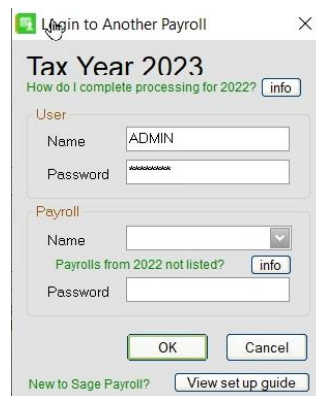 Login to Another Payroll
Tax Year 2023
How do I complete processing for 2022? info
User
Name ADMIN
Password *********
Payroll
Name
Payrolls from 2022 not listed? info
Password
OK Cancel
New to Sage Payroll? View set up guide